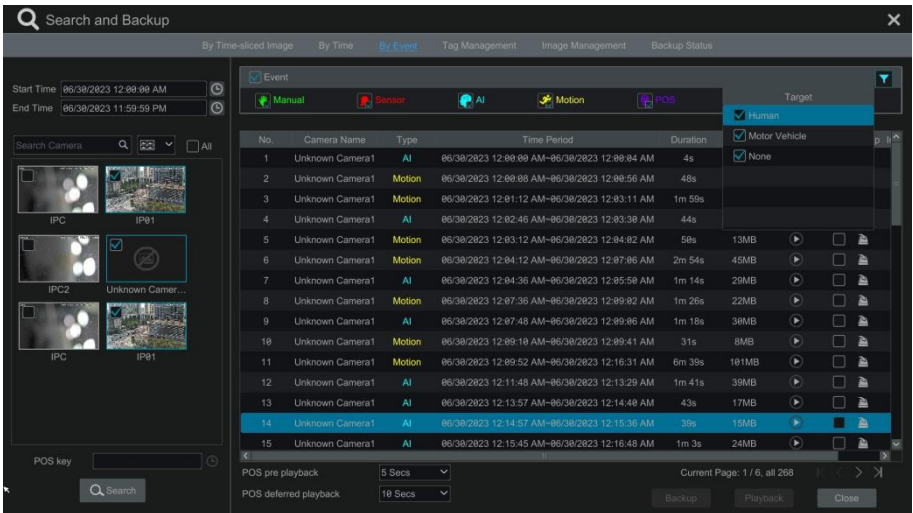 Search and Backup
By Time-sliced Image By Time By Event Tag Management Image Management Backup Status
Start Time 06/30/2023 12:00:00 AM
End Time 06/30/2023 11:59:59 PM
Search Camera All
IPC IP01
IPC2 Unknown Camer...
IPC IP01
POS key
Search
Event
Manual Sensor AI Motion POS
Target
Human
Motor Vehicle
None
No. Camera Name Type Time Period Duration
1 Unknown Camera1 AI 06/30/2023 12:00:00 AM~06/30/2023 12:00:04 AM 4s
2 Unknown Camera1 Motion 06/30/2023 12:00:08 AM~06/30/2023 12:00:56 AM 48s
3 Unknown Camera1 Motion 06/30/2023 12:01:12 AM~06/30/2023 12:03:11 AM 1m 59s
4 Unknown Camera1 AI 06/30/2023 12:02:46 AM~06/30/2023 12:03:30 AM 44s
5 Unknown Camera1 Motion 06/30/2023 12:03:12 AM~06/30/2023 12:04:02 AM 50s 13MB
6 Unknown Camera1 Motion 06/30/2023 12:04:12 AM~06/30/2023 12:07:06 AM 2m 54s 45MB
7 Unknown Camera1 AI 06/30/2023 12:04:36 AM~06/30/2023 12:05:50 AM 1m 14s 29MB
8 Unknown Camera1 Motion 06/30/2023 12:07:36 AM~06/30/2023 12:09:02 AM 1m 26s 22MB
9 Unknown Camera1 AI 06/30/2023 12:07:48 AM~06/30/2023 12:09:06 AM 1m 18s 30MB
10 Unknown Camera1 Motion 06/30/2023 12:09:10 AM~06/30/2023 12:09:41 AM 31s 8MB
11 Unknown Camera1 Motion 06/30/2023 12:09:52 AM~06/30/2023 12:16:31 AM 6m 39s 101MB
12 Unknown Camera1 AI 06/30/2023 12:11:48 AM~06/30/2023 12:13:29 AM 1m 41s 39MB
13 Unknown Camera1 AI 06/30/2023 12:13:57 AM~06/30/2023 12:14:40 AM 43s 17MB
14 Unknown Camera1 AI 06/30/2023 12:14:57 AM~06/30/2023 12:15:36 AM 39s 15MB
15 Unknown Camera1 AI 06/30/2023 12:15:45 AM~06/30/2023 12:16:48 AM 1m 3s 24MB
POS pre playback 5 Secs Current Page: 1 / 6, all 268
POS deferred playback 10 Secs
Backup Playback Close